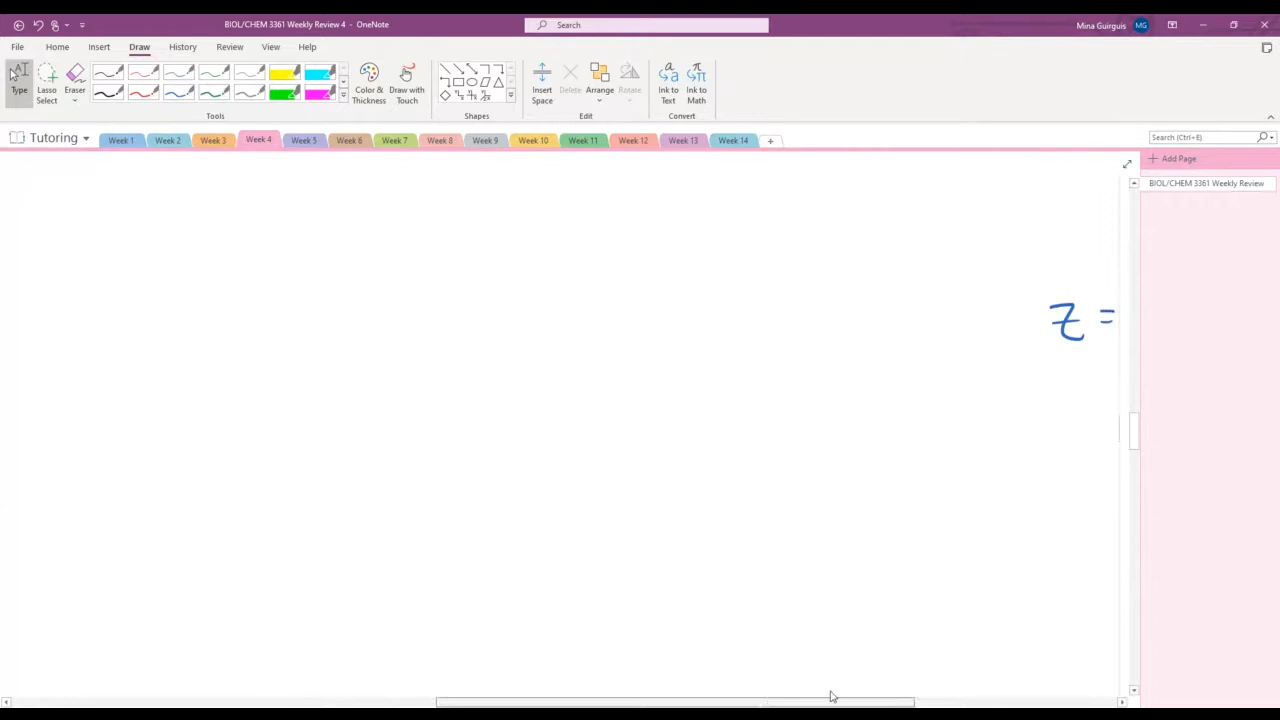 BIOL/CHEM 3361 Weekly Review 4 - OneNote
Search
Mina Guirguis MG
File Home Insert Draw History Review View Help
Type
Lasso Select
Eraser
Color & Thickness
Draw with Touch
Insert Space
Delete
Arrange
Rotate
Ink to Text
Ink to Math
Tools Shapes Edit Convert
Tutoring Week 1 Week 2 Week 3 Week 4 Week 5 Week 6 Week 7 Week 8 Week 9 Week 10 Week 11 Week 12 Week 13 Week 14 +
Search (Ctrl+E)
Add Page
BIOL/CHEM 3361 Weekly Review
Z =